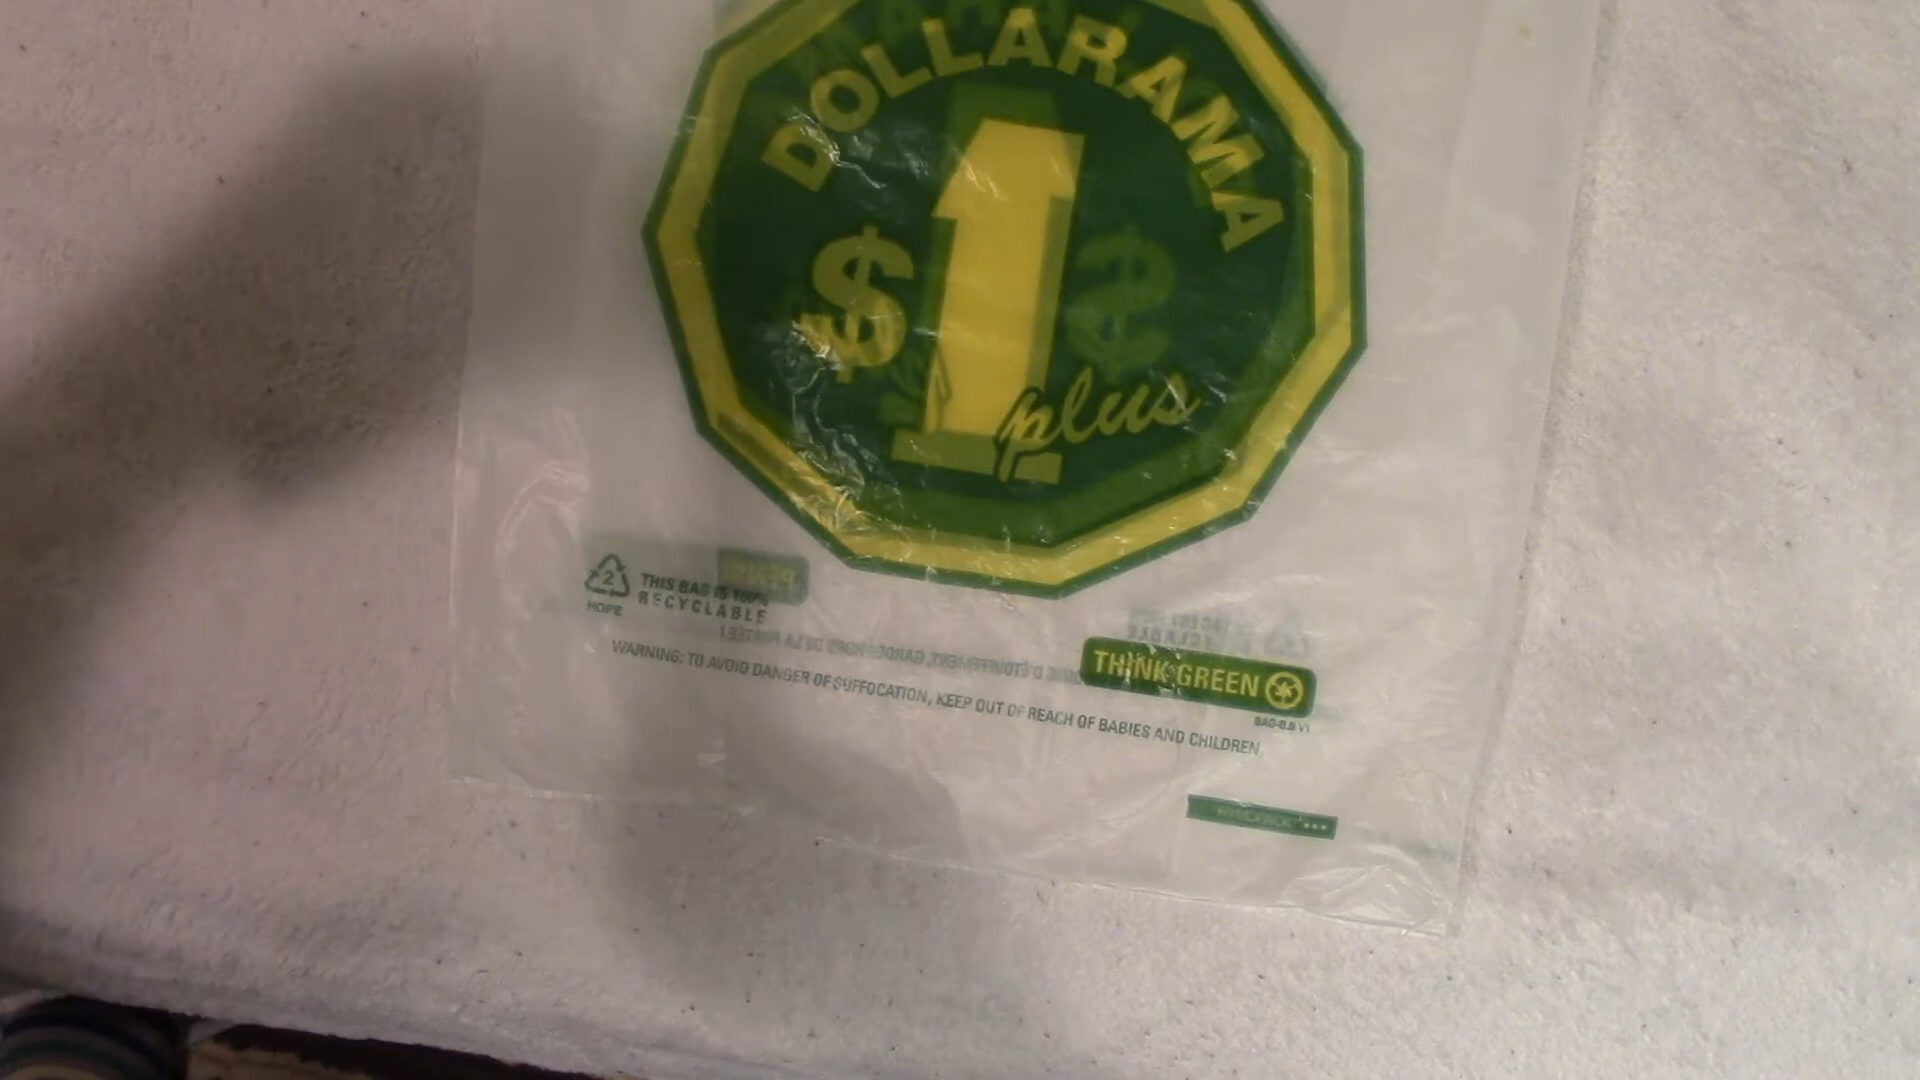 DOLLARAMA
$ 1
plus
2
HDPE
THIS BAG IS 100%
RECYCLABLE
THINK GREEN
WARNING: TO AVOID DANGER OF SUFFOCATION, KEEP OUT OF REACH OF BABIES AND CHILDREN.